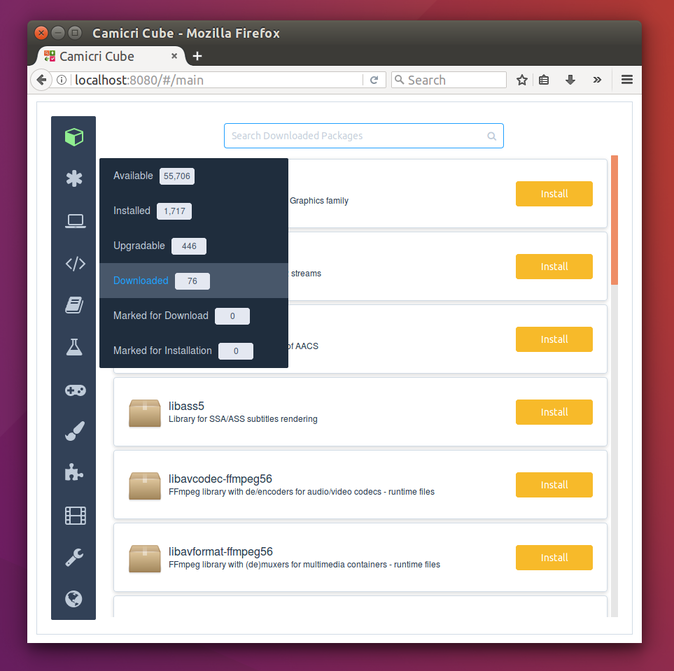 Camicri Cube - Mozilla Firefox
Camicri Cube
localhost:8080/#/main
Search
Search Downloaded Packages
Available 55,706
Installed 1,717
Upgradable 446
Downloaded 76
Marked for Download 0
Marked for Installation 0
Graphics family
Install
streams
Install
of AACS
Install
libass5
Library for SSA/ASS subtitles rendering
Install
libavcodec-ffmpeg56
FFmpeg library with de/encoders for audio/video codecs - runtime files
Install
libavformat-ffmpeg56
FFmpeg library with (de)muxers for multimedia containers - runtime files
Install